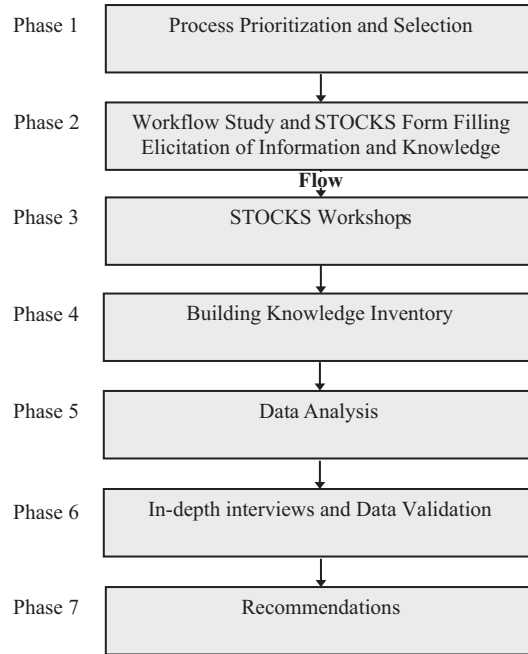 Phase 1
Process Prioritization and Selection
Phase 2
Workflow Study and STOCKS Form Filling
Elicitation of Information and Knowledge
Flow
Phase 3
STOCKS Workshops
Phase 4
Building Knowledge Inventory
Phase 5
Data Analysis
Phase 6
In-depth interviews and Data Validation
Phase 7
Recommendations